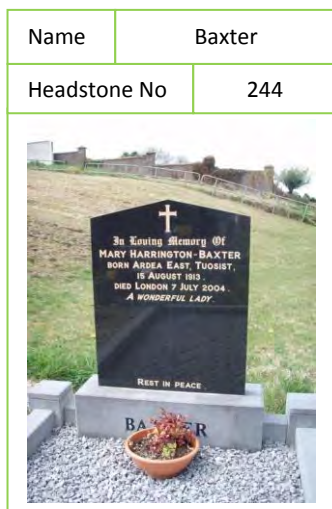 Name Baxter
Headstone No 244
In Loving Memory Of
MARY HARRINGTON-BAXTER
BORN ARDEA EAST, TUOSIST,
15 AUGUST 1913.
DIED LONDON 7 JULY 2004.
A WONDERFUL LADY.
REST IN PEACE
BAXTER